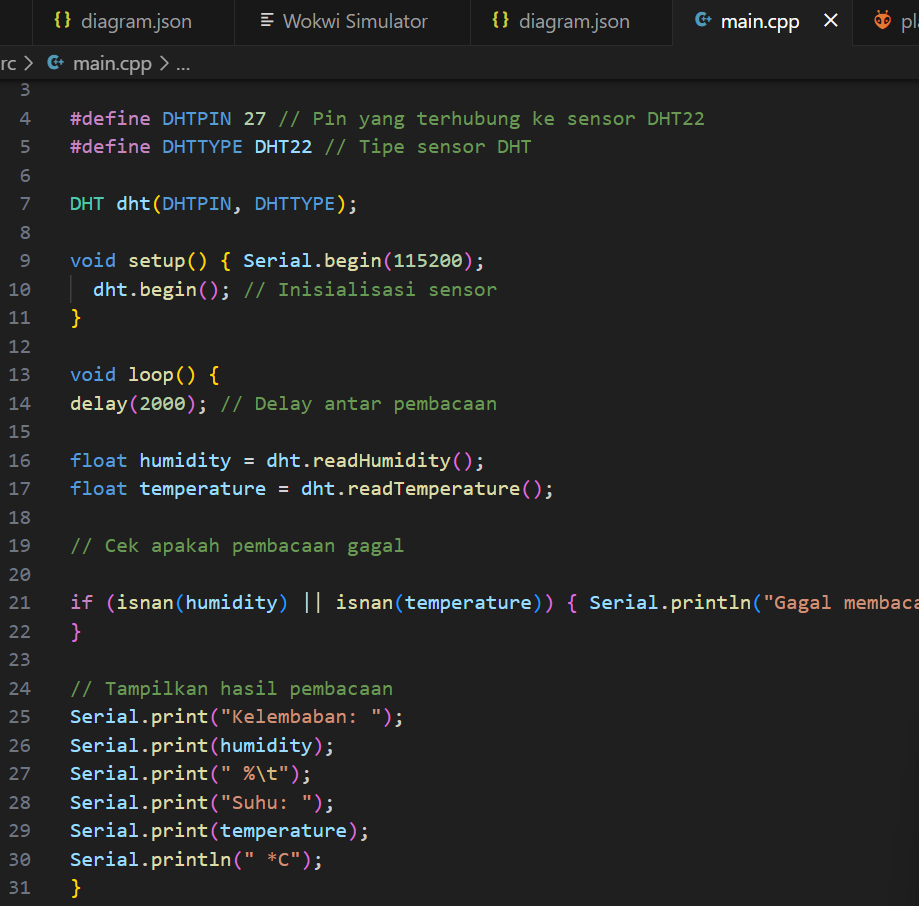 {} diagram.json Wokwi Simulator {} diagram.json C++ main.cpp ×
rc > C++ main.cpp > ...
3
4 #define DHTPIN 27 // Pin yang terhubung ke sensor DHT22
5 #define DHTTYPE DHT22 // Tipe sensor DHT
6
7 DHT dht(DHTPIN, DHTTYPE);
8
9 void setup() { Serial.begin(115200);
10 dht.begin(); // Inisialisasi sensor
11 }
12
13 void loop() {
14 delay(2000); // Delay antar pembacaan
15
16 float humidity = dht.readHumidity();
17 float temperature = dht.readTemperature();
18
19 // Cek apakah pembacaan gagal
20
21 if (isnan(humidity) || isnan(temperature)) { Serial.println("Gagal membaca
22 }
23
24 // Tampilkan hasil pembacaan
25 Serial.print("Kelembaban: ");
26 Serial.print(humidity);
27 Serial.print(" %\t");
28 Serial.print("Suhu: ");
29 Serial.print(temperature);
30 Serial.println(" *C");
31 }